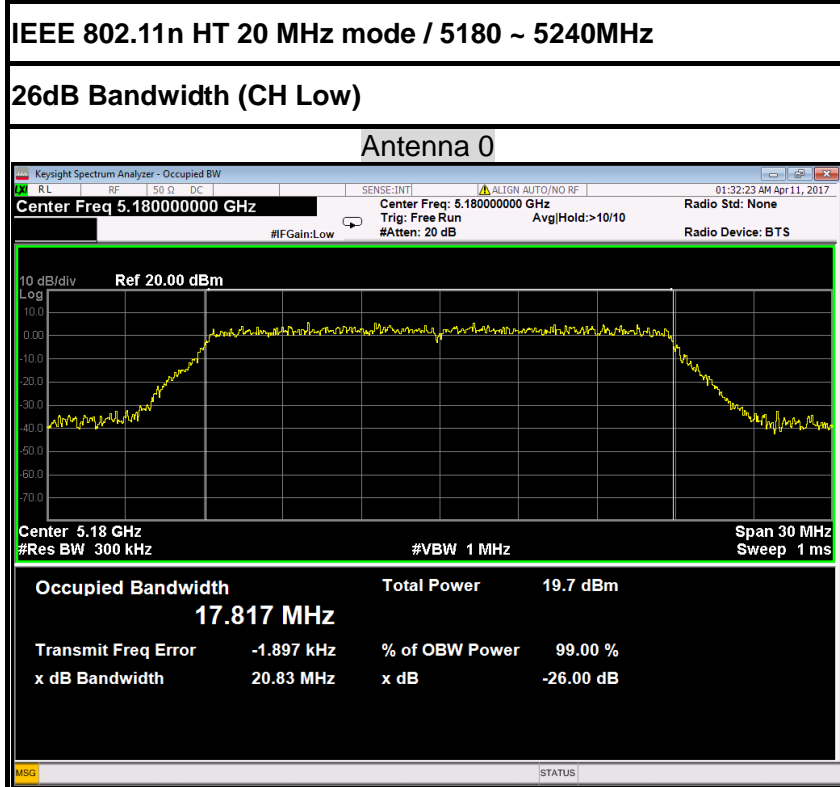 IEEE 802.11n HT 20 MHz mode / 5180 ~ 5240MHz
26dB Bandwidth (CH Low)
Antenna 0
Keysight Spectrum Analyzer - Occupied BW
LXI RL RF 50 Ω DC SENSE:INT ALIGN AUTO/NO RF 01:32:23 AM Apr 11, 2017
Center Freq 5.180000000 GHz Center Freq: 5.180000000 GHz Radio Std: None
Trig: Free Run Avg|Hold:>10/10
#IFGain:Low #Atten: 20 dB Radio Device: BTS
10 dB/div Ref 20.00 dBm
Log
10.0
0.00
-10.0
-20.0
-30.0
-40.0
-50.0
-60.0
-70.0
Center 5.18 GHz Span 30 MHz
#Res BW 300 kHz #VBW 1 MHz Sweep 1 ms
Occupied Bandwidth Total Power 19.7 dBm
17.817 MHz
Transmit Freq Error -1.897 kHz % of OBW Power 99.00 %
x dB Bandwidth 20.83 MHz x dB -26.00 dB
MSG STATUS